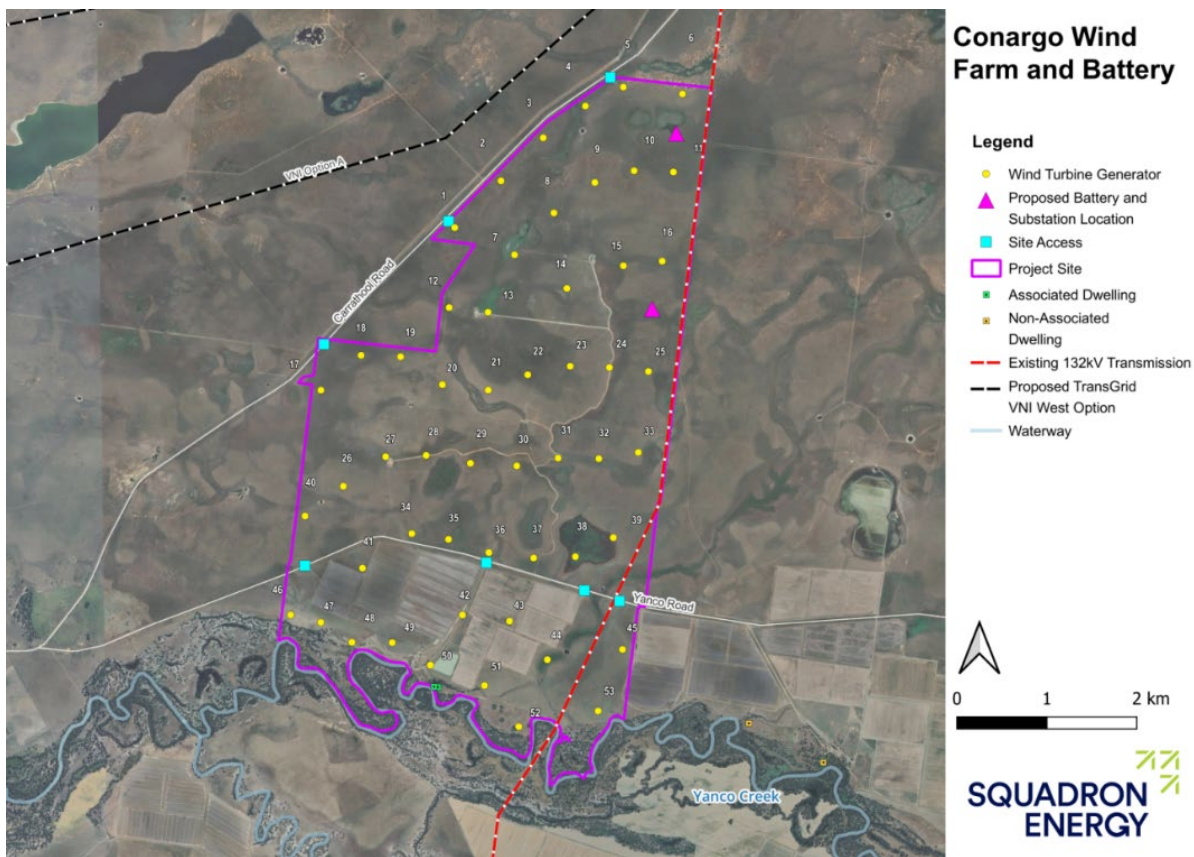 Conargo Wind
Farm and Battery
Legend
Wind Turbine Generator
Proposed Battery and
Substation Location
Site Access
Project Site
Associated Dwelling
Non-Associated
Dwelling
Existing 132kV Transmission
Proposed TransGrid
VNI West Option
Waterway
0 1 2 km
SQUADRON
ENERGY
VNI Option A
Carrathool Road
Yanco Road
Yanco Creek
1
2
3
4
5
6
7
8
9
10
11
12
13
14
15
16
17
18
19
20
21
22
23
24
25
26
27
28
29
30
31
32
33
34
35
36
37
38
39
40
41
42
43
44
45
46
47
48
49
50
51
52
53